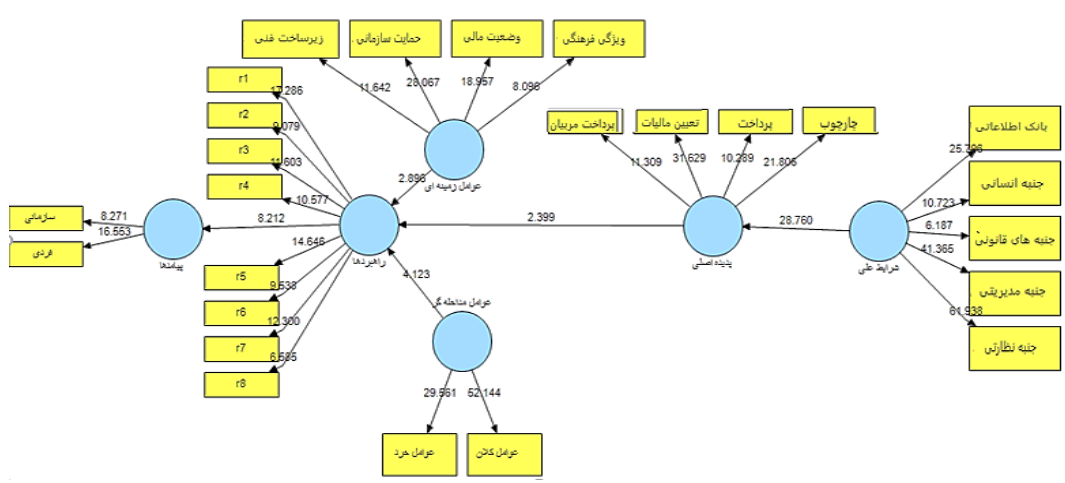 زیرساخت فنی
حمایت سازمانی
وضعیت مالی
ویژگی فرهنگی
11.642
28.067
18.957
8.096
عوامل زمینه ای
2.896
r1
r2
r3
r4
r5
r6
r7
r8
17.286
9.079
11.603
10.577
14.646
9.538
12.300
6.585
راهبردها
8.212
پیامدها
8.271
16.553
سازمانی
فردی
4.123
عوامل مداخله گر
29.561
52.144
عوامل خرد
عوامل کلان
2.399
پدیده اصلی
پرداخت مربیان
تعیین مالیات
پرداخت
چارچوب
11.309
31.629
10.289
21.806
28.760
شرایط علی
بانک اطلاعاتی
جنبه انسانی
جنبه های قانونی
جنبه مدیریتی
جنبه نظارتی
10.723
6.187
41.365
61.938